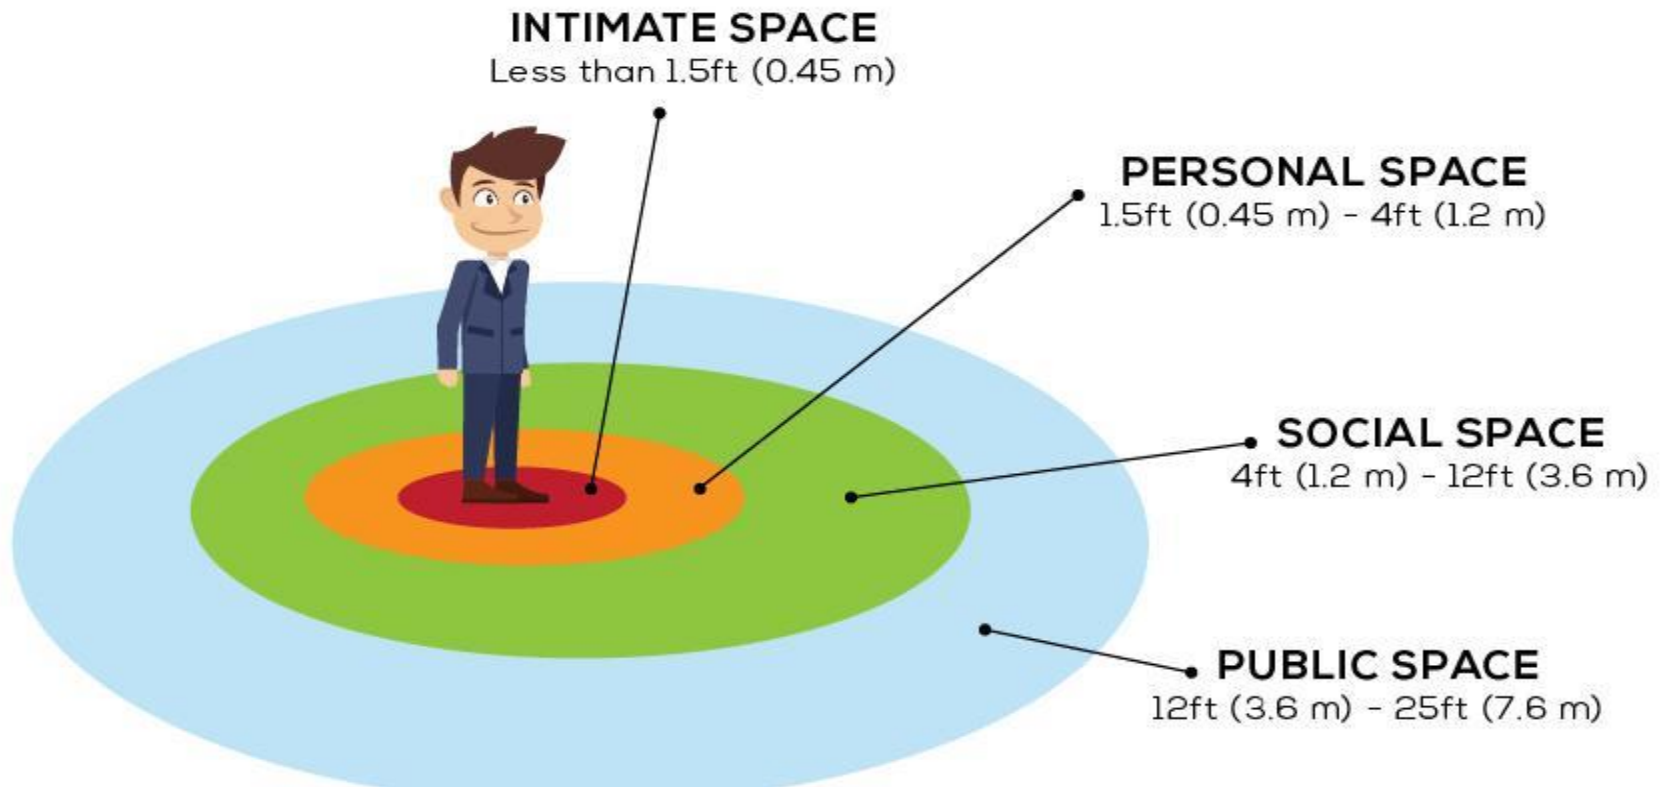 INTIMATE SPACE
Less than 1.5ft (0.45 m)
PERSONAL SPACE
1.5ft (0.45 m) - 4ft (1.2 m)
SOCIAL SPACE
4ft (1.2 m) - 12ft (3.6 m)
PUBLIC SPACE
12ft (3.6 m) - 25ft (7.6 m)